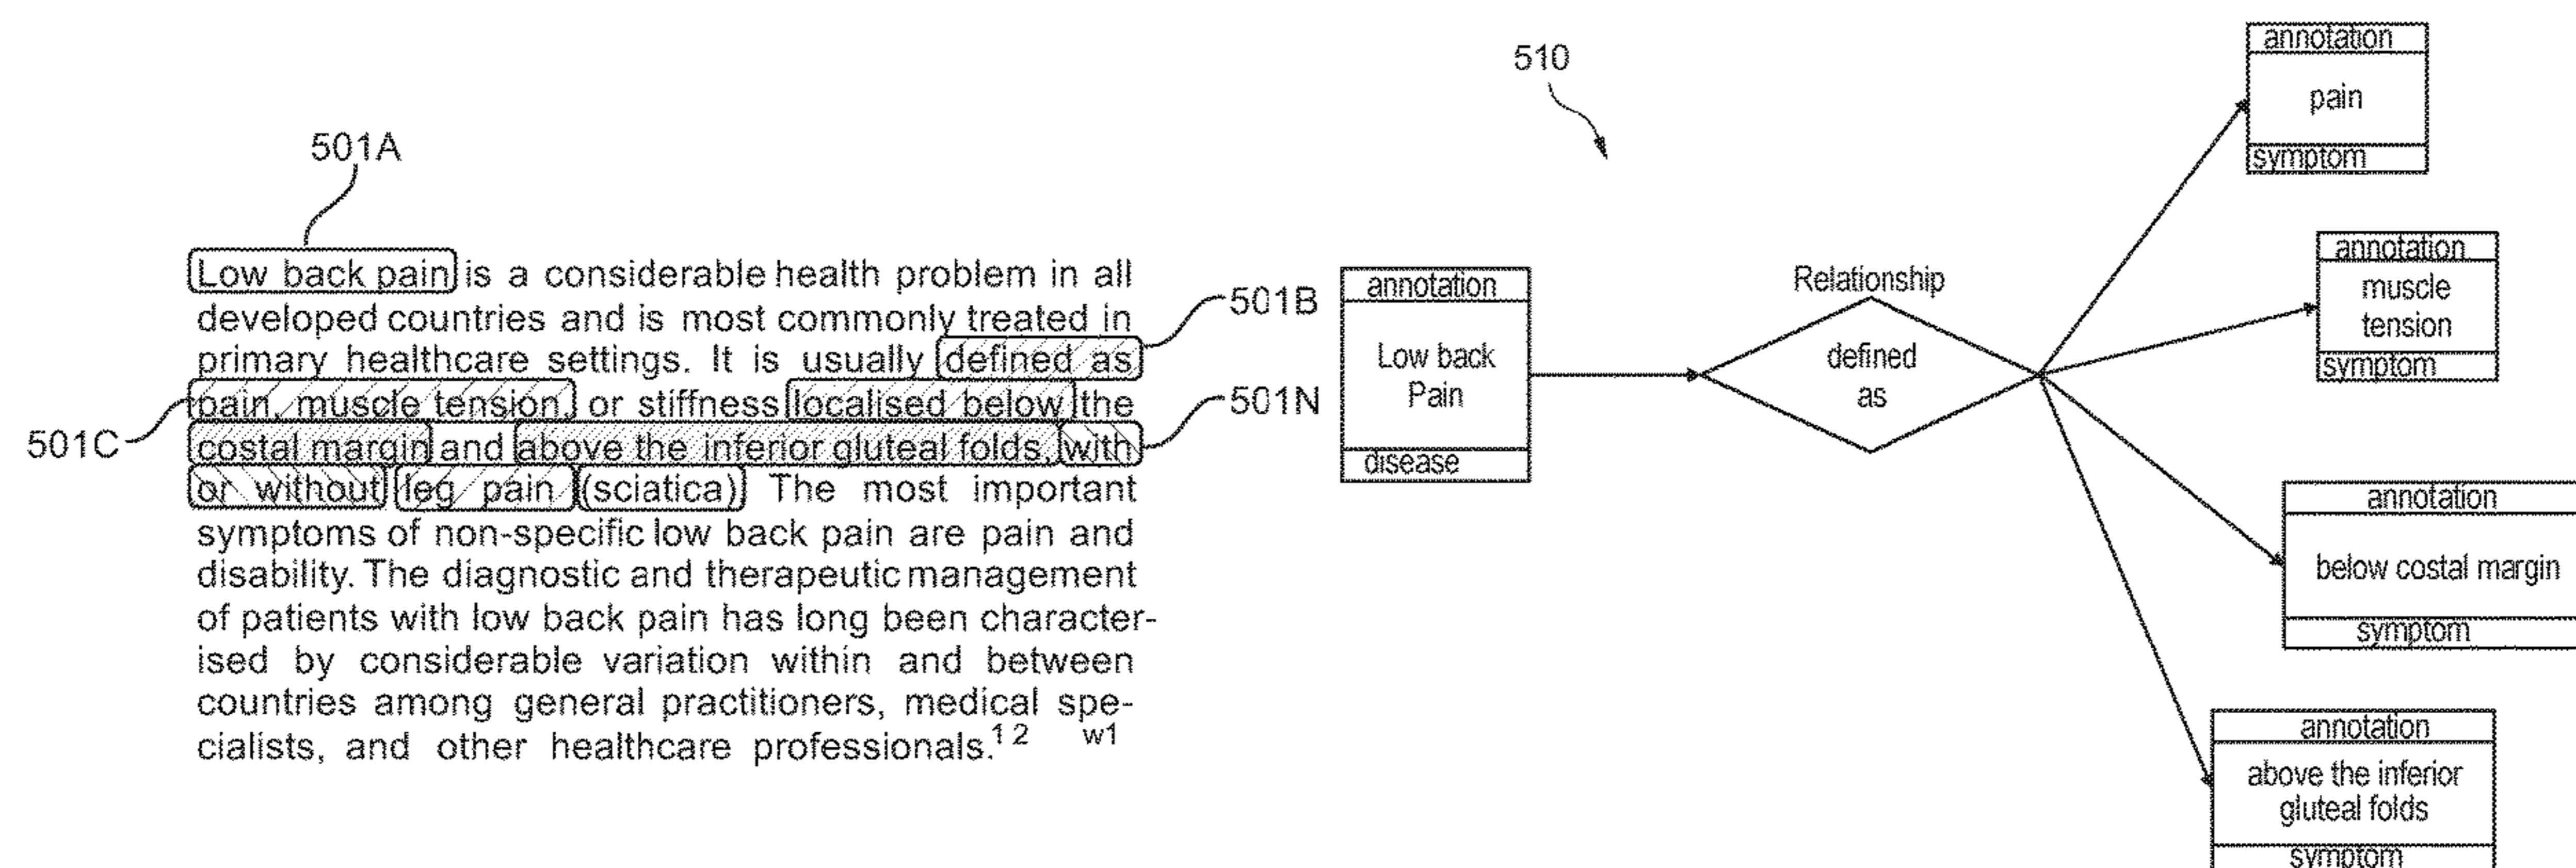 501A
Low back pain is a considerable health problem in all
developed countries and is most commonly treated in
primary healthcare settings. It is usually defined as
501B
501C
pain, muscle tension, or stiffness localised below the
501N
costal margin and above the inferior gluteal folds, with
or without leg pain (sciatica). The most important
symptoms of non-specific low back pain are pain and
disability. The diagnostic and therapeutic management
of patients with low back pain has long been character-
ised by considerable variation within and between
countries among general practitioners, medical spe-
cialists, and other healthcare professionals.1 2 w1
510
annotation
Low back
Pain
disease
Relationship
defined
as
annotation
pain
symptom
annotation
muscle
tension
symptom
annotation
below costal margin
symptom
annotation
above the inferior
gluteal folds
symptom